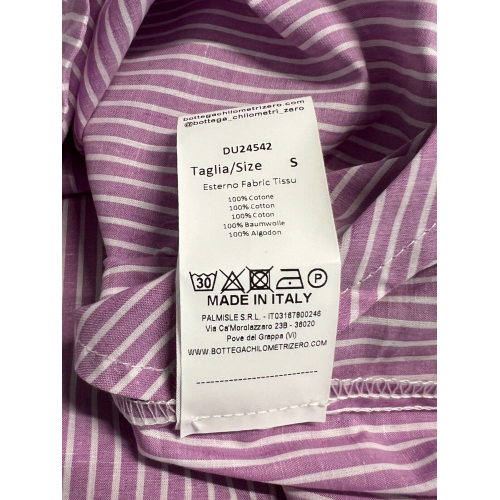 bottegachilometrizero.com
@bottega_chilometri_zero
DU24542
Taglia/Size S
Esterno Fabric Tissu
100% Cotone
100% Cotton
100% Coton
100% Baumwolle
100% Algodon
30 P
MADE IN ITALY
PALMISLE S.R.L. - IT03167800246
Via Ca'Morolazzaro 23B - 36020
Pove del Grappa (VI)
WWW.BOTTEGACHILOMETRIZERO.COM